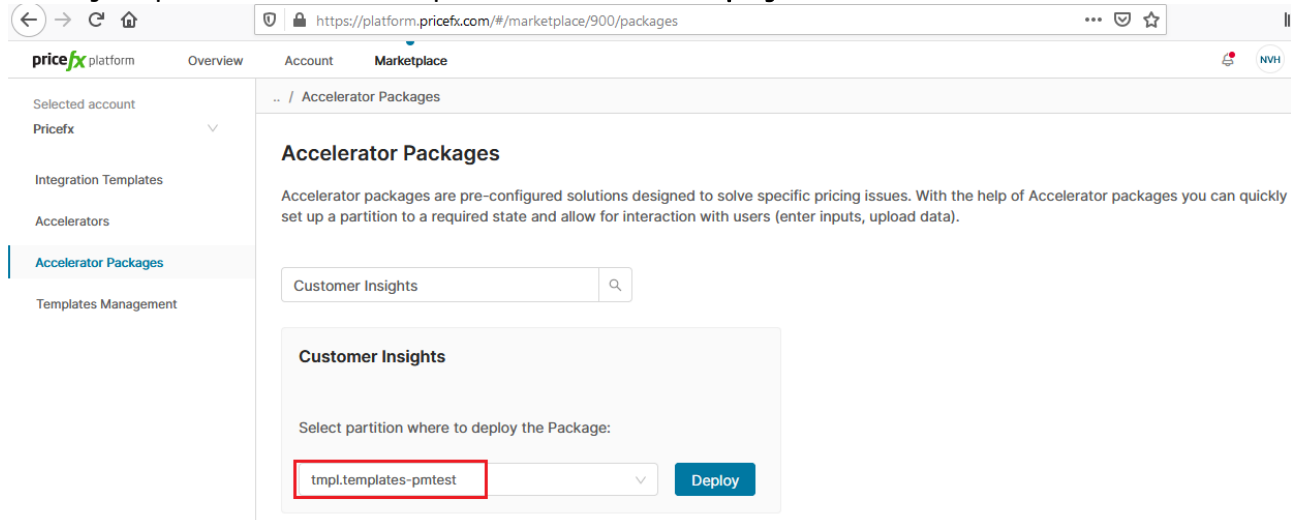 https://platform.pricefx.com/#/marketplace/900/packages
pricefx platform
Overview
Account
Marketplace
NVH
Selected account
Pricefx
Integration Templates
Accelerators
Accelerator Packages
Templates Management
.. / Accelerator Packages
Accelerator Packages
Accelerator packages are pre-configured solutions designed to solve specific pricing issues. With the help of Accelerator packages you can quickly
set up a partition to a required state and allow for interaction with users (enter inputs, upload data).
Customer Insights
Customer Insights
Select partition where to deploy the Package:
tmpl.templates-pmtest
Deploy